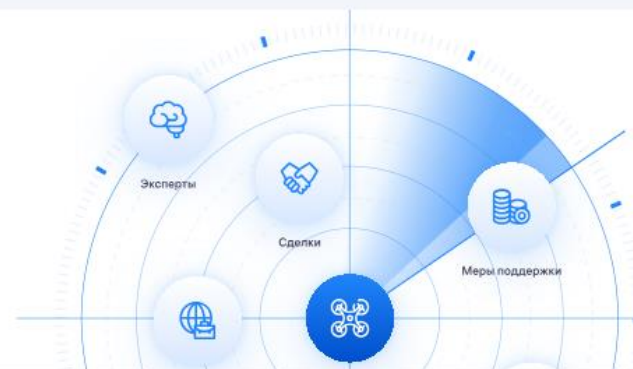 Эксперты
Сделки
Меры поддержки